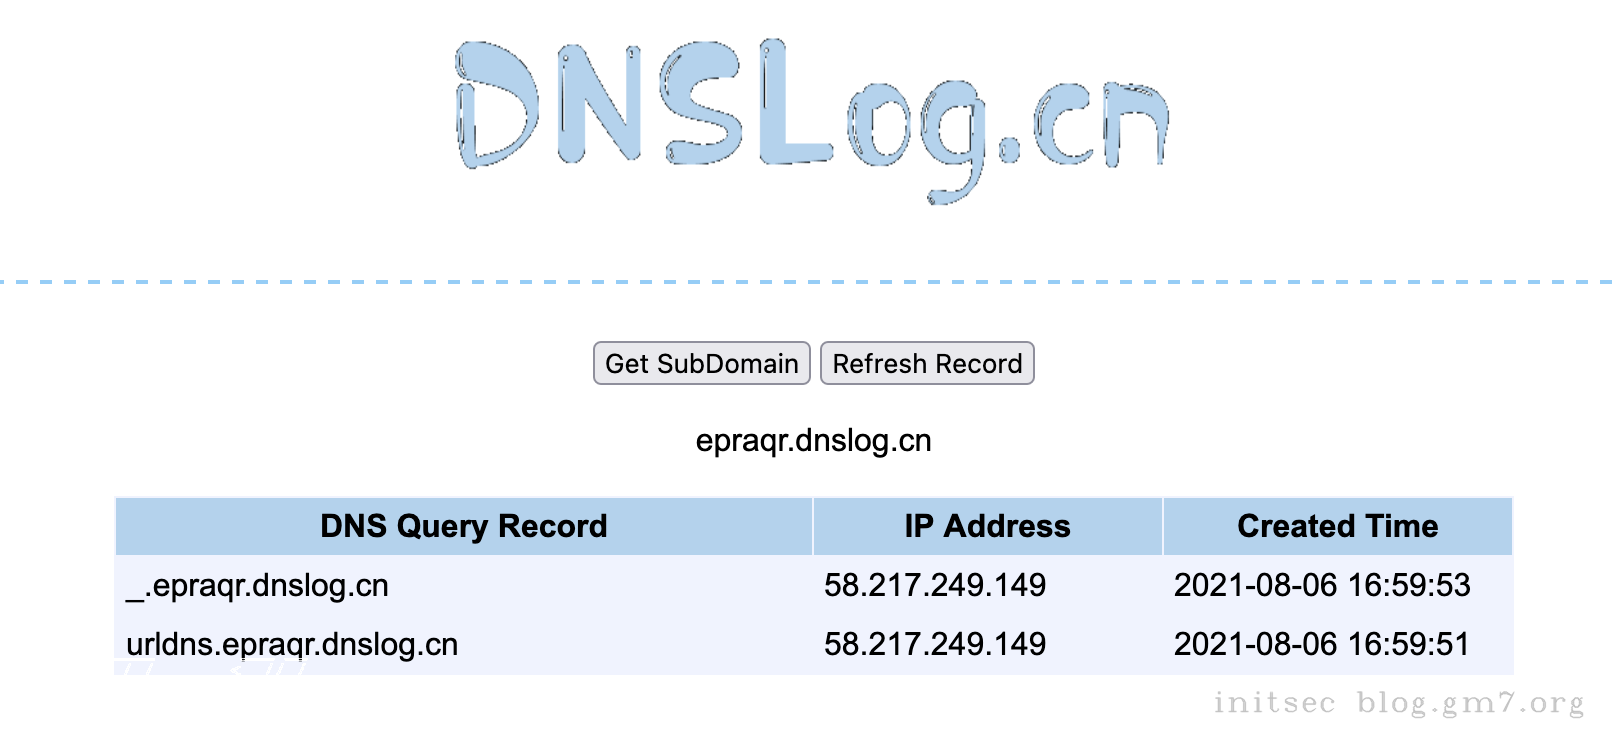 DNSLog.cn
Get SubDomain Refresh Record
epraqr.dnslog.cn
DNS Query Record IP Address Created Time
_.epraqr.dnslog.cn 58.217.249.149 2021-08-06 16:59:53
urldns.epraqr.dnslog.cn 58.217.249.149 2021-08-06 16:59:51
initsec blog.gm7.org